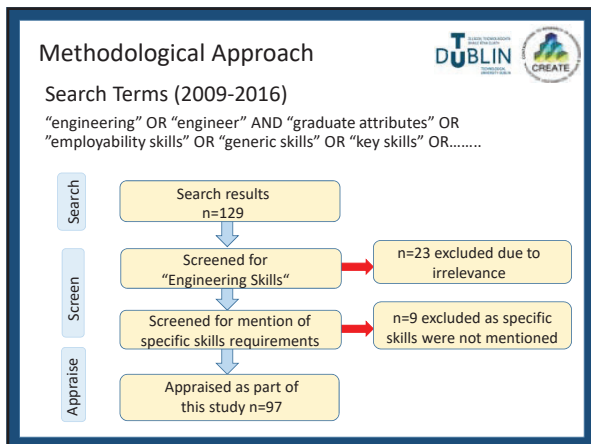 Methodological Approach
T
DUBLIN
TECHNOLOGICAL
UNIVERSITY DUBLIN
CREATE
Search Terms (2009-2016)
“engineering” OR “engineer” AND “graduate attributes” OR
”employability skills” OR “generic skills” OR “key skills” OR……..
Search
Search results
n=129
Screen
Screened for
“Engineering Skills“
n=23 excluded due to
irrelevance
Screened for mention of
specific skills requirements
n=9 excluded as specific
skills were not mentioned
Appraise
Appraised as part of
this study n=97